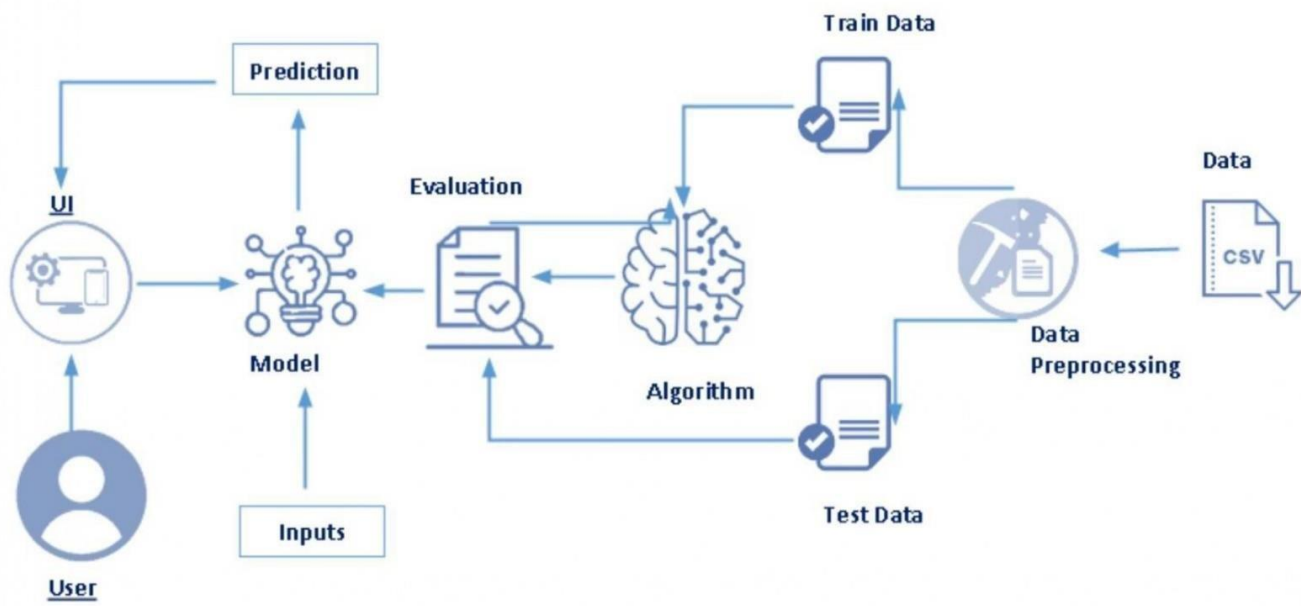 Train Data
Prediction
Data
Evaluation
UI
CSV
Data
Preprocessing
Model
Algorithm
Inputs
Test Data
User